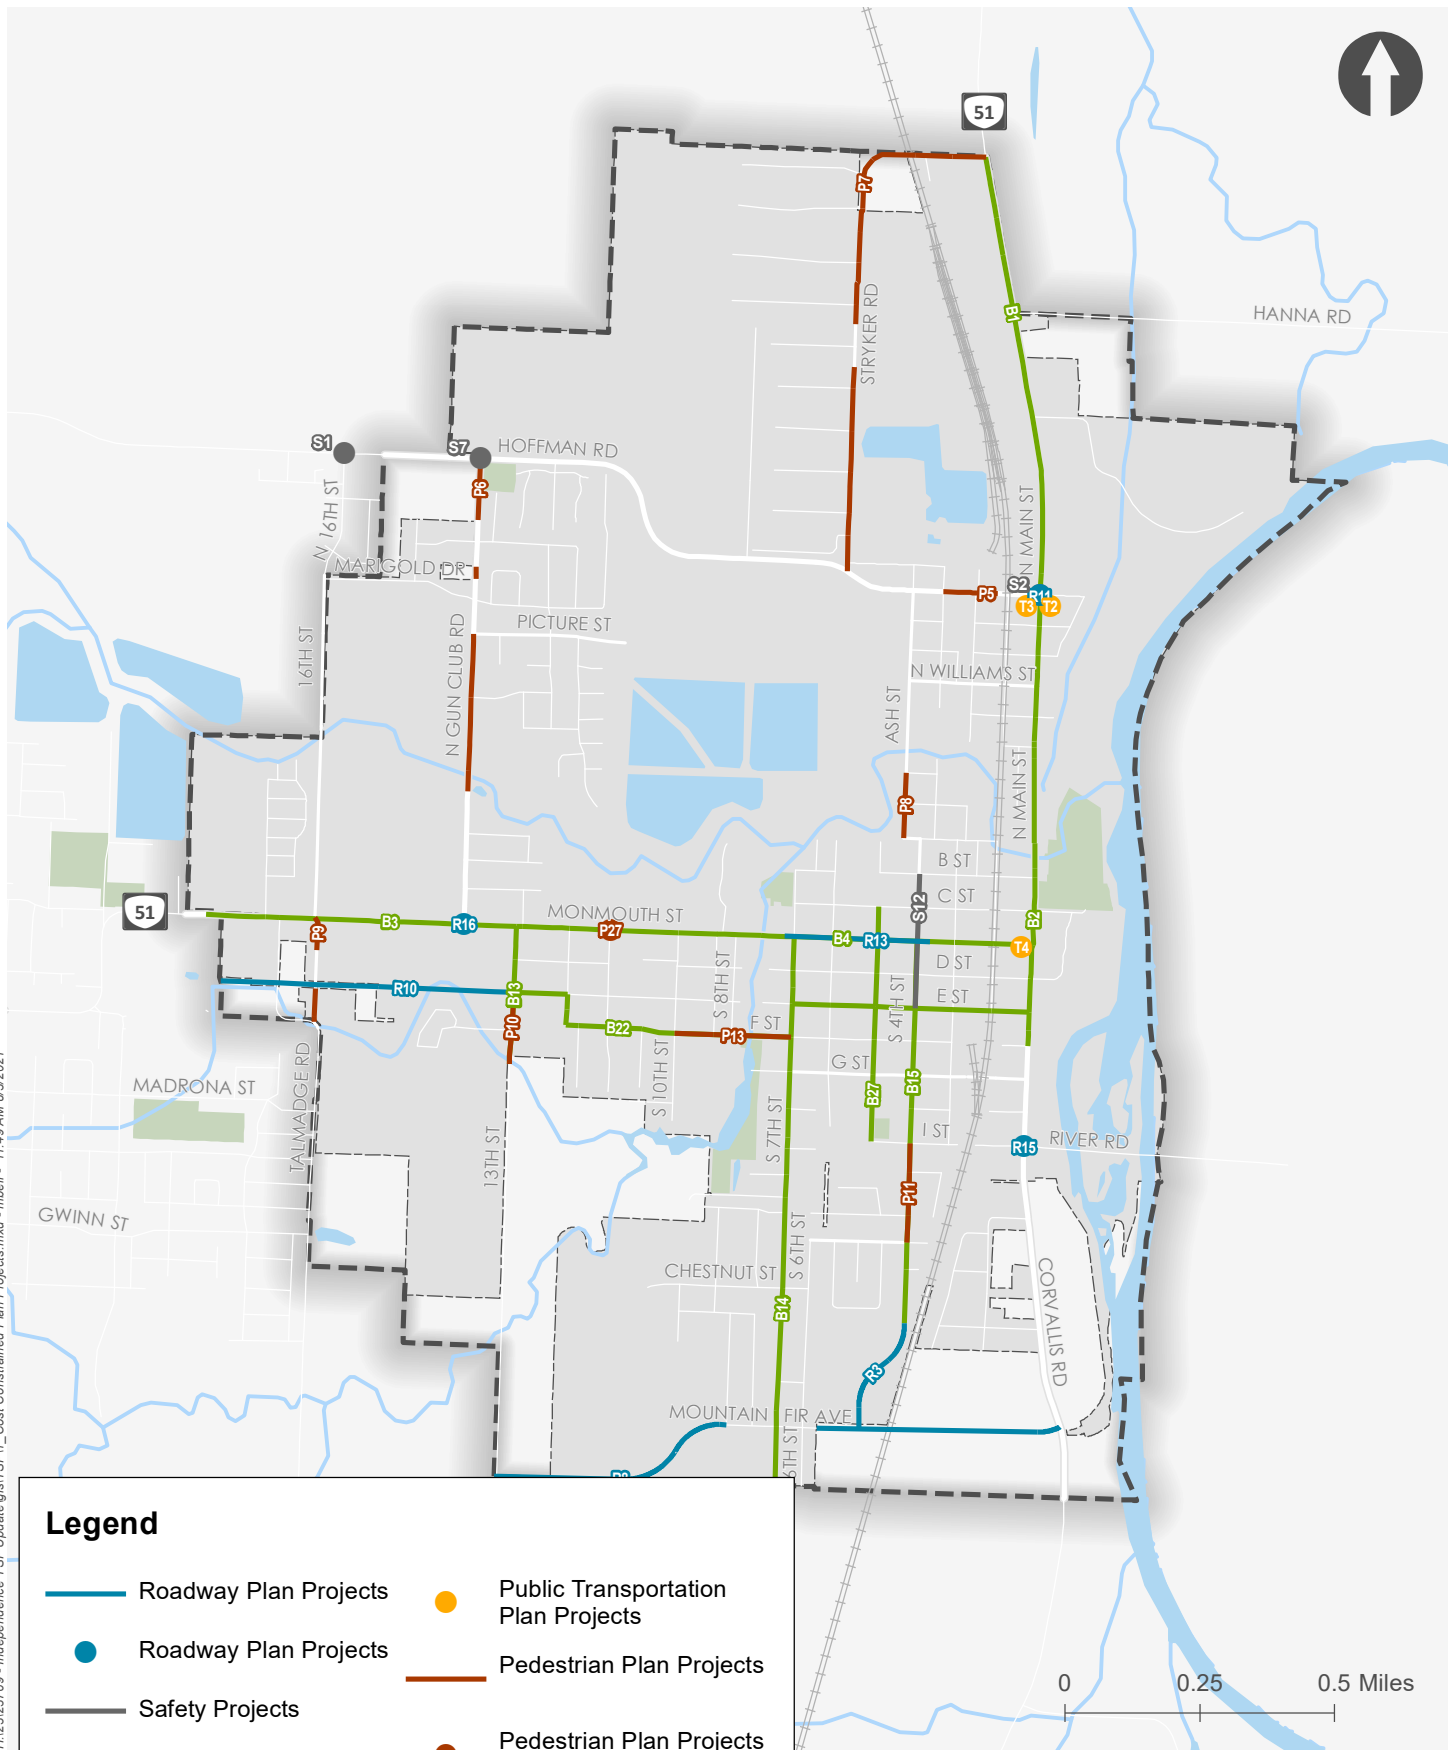 51
P7
STRYKER RD
B1
HANNA RD
S1
S7
HOFFMAN RD
P6
N 16TH ST
N MAIN ST
MARIGOLD DR
P5
S2
R11
T3
T2
PICTURE ST
16TH ST
N GUN CLUB RD
N WILLIAMS ST
ASH ST
N MAIN ST
P8
B ST
C ST
S12
51
B3
R16
MONMOUTH ST
P27
B4
R13
B2
T4
P9
D ST
S 8TH ST
R10
B13
E ST
S 4TH ST
P10
B22
F ST
P13
G ST
MADRONA ST
TALMADGE RD
S 10TH ST
B27
B15
I ST
S 7TH ST
R15
RIVER RD
13TH ST
P11
GWINN ST
S 6TH ST
CHESTNUT ST
B14
CORVALLIS RD
R3
MOUNTAIN FIR AVE
6TH ST
Legend
Roadway Plan Projects
Public Transportation
Plan Projects
Roadway Plan Projects
Pedestrian Plan Projects
Safety Projects
Pedestrian Plan Projects
0 0.25 0.5 Miles